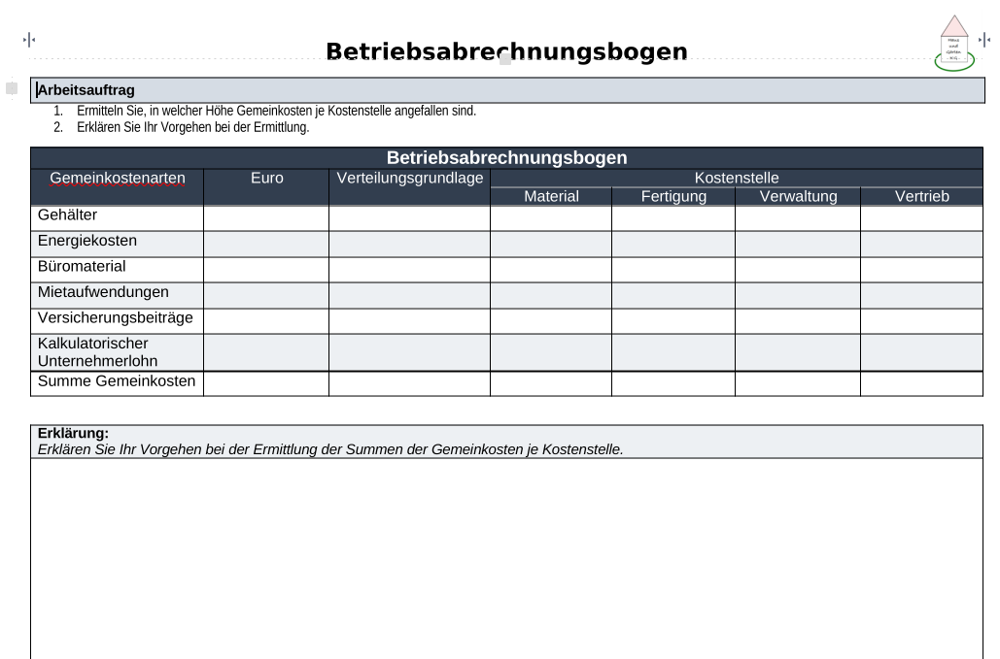 Betriebsabrechnungsbogen
Arbeitsauftrag
1. Ermitteln Sie, in welcher Höhe Gemeinkosten je Kostenstelle angefallen sind.
2. Erklären Sie Ihr Vorgehen bei der Ermittlung.
Betriebsabrechnungsbogen
Gemeinkostenarten Euro Verteilungsgrundlage Kostenstelle
Material Fertigung Verwaltung Vertrieb
Gehälter
Energiekosten
Büromaterial
Mietaufwendungen
Versicherungsbeiträge
Kalkulatorischer
Unternehmerlohn
Summe Gemeinkosten
Erklärung:
Erklären Sie Ihr Vorgehen bei der Ermittlung der Summen der Gemeinkosten je Kostenstelle.